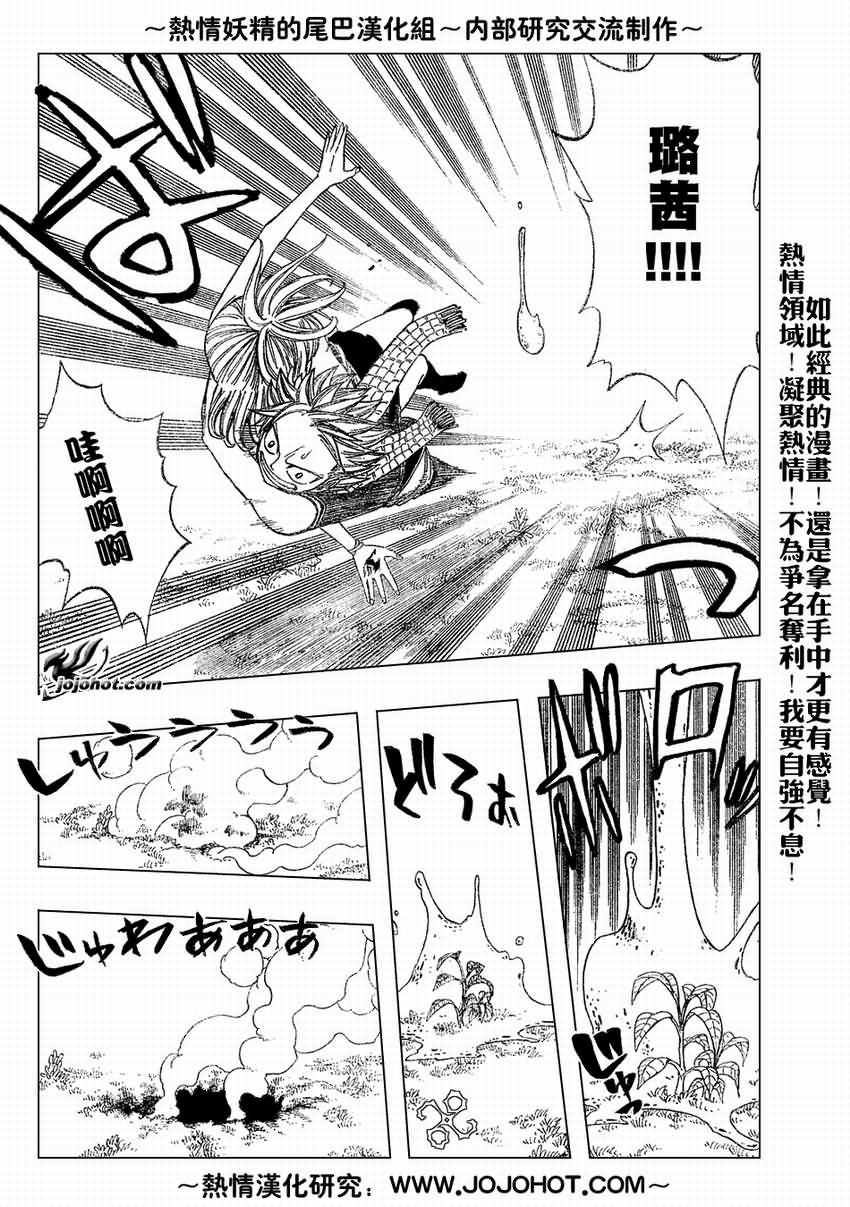 ～熱情妖精的尾巴漢化組～内部研究交流制作～
璐茜!!!!
ばっ
哇啊啊啊
jojohot.com
如此經典的漫畫！還是拿在手中才更有感覺！
熱情領域！凝聚熱情！不為爭名奪利！我要自強不息！
ボロ
じゅっ
どろぉ
しゅううううう
じゅわあああ
～熱情漢化研究：WWW.JOJOHOT.COM～